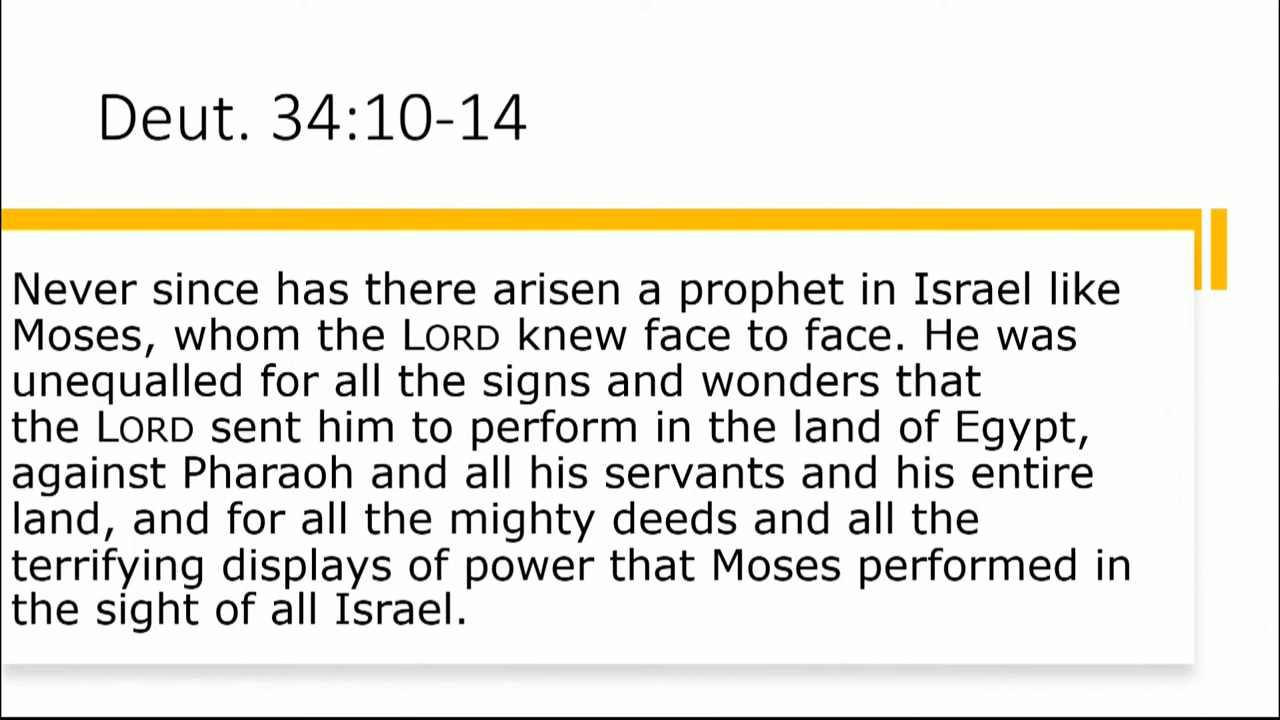 Deut. 34:10-14
Never since has there arisen a prophet in Israel like
Moses, whom the LORD knew face to face. He was
unequalled for all the signs and wonders that
the LORD sent him to perform in the land of Egypt,
against Pharaoh and all his servants and his entire
land, and for all the mighty deeds and all the
terrifying displays of power that Moses performed in
the sight of all Israel.